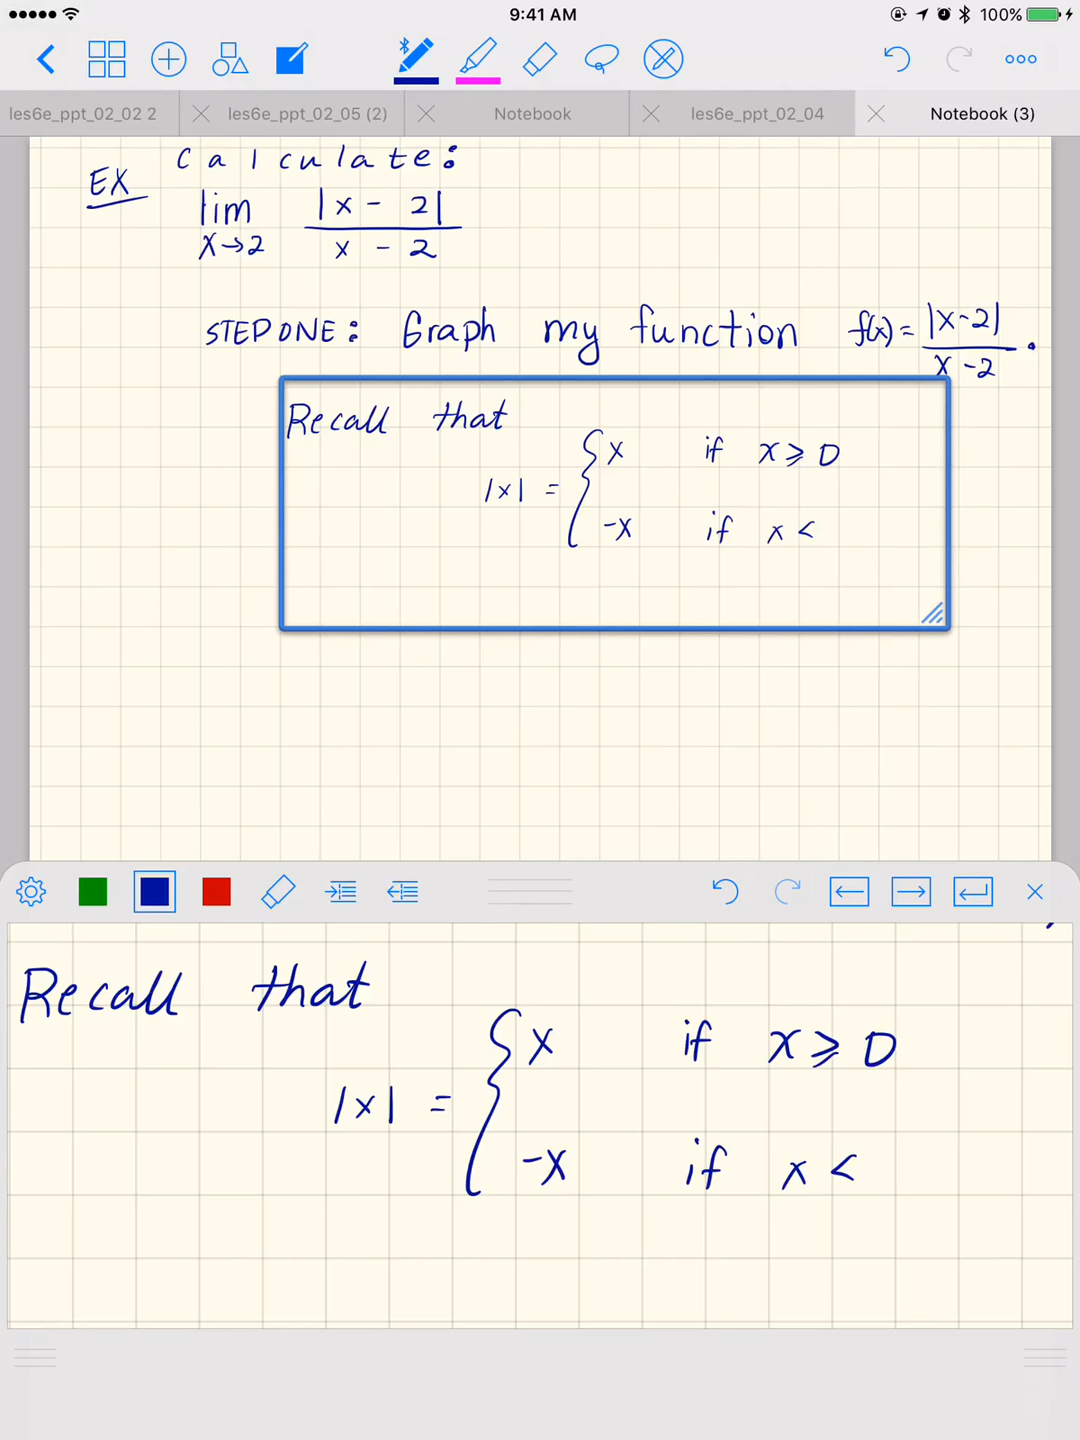 9:41 AM 100%
les6e_ppt_02_02 2 les6e_ppt_02_05 (2) Notebook les6e_ppt_02_04 Notebook (3)
EX Calculate:
lim |x - 2|
x→2 x - 2
STEP ONE: Graph my function f(x) = |x-2|
x-2 .
Recall that
x if x ⩾ 0
|x| = {
-x if x <
Recall that
x if x ⩾ 0
|x| = {
-x if x <